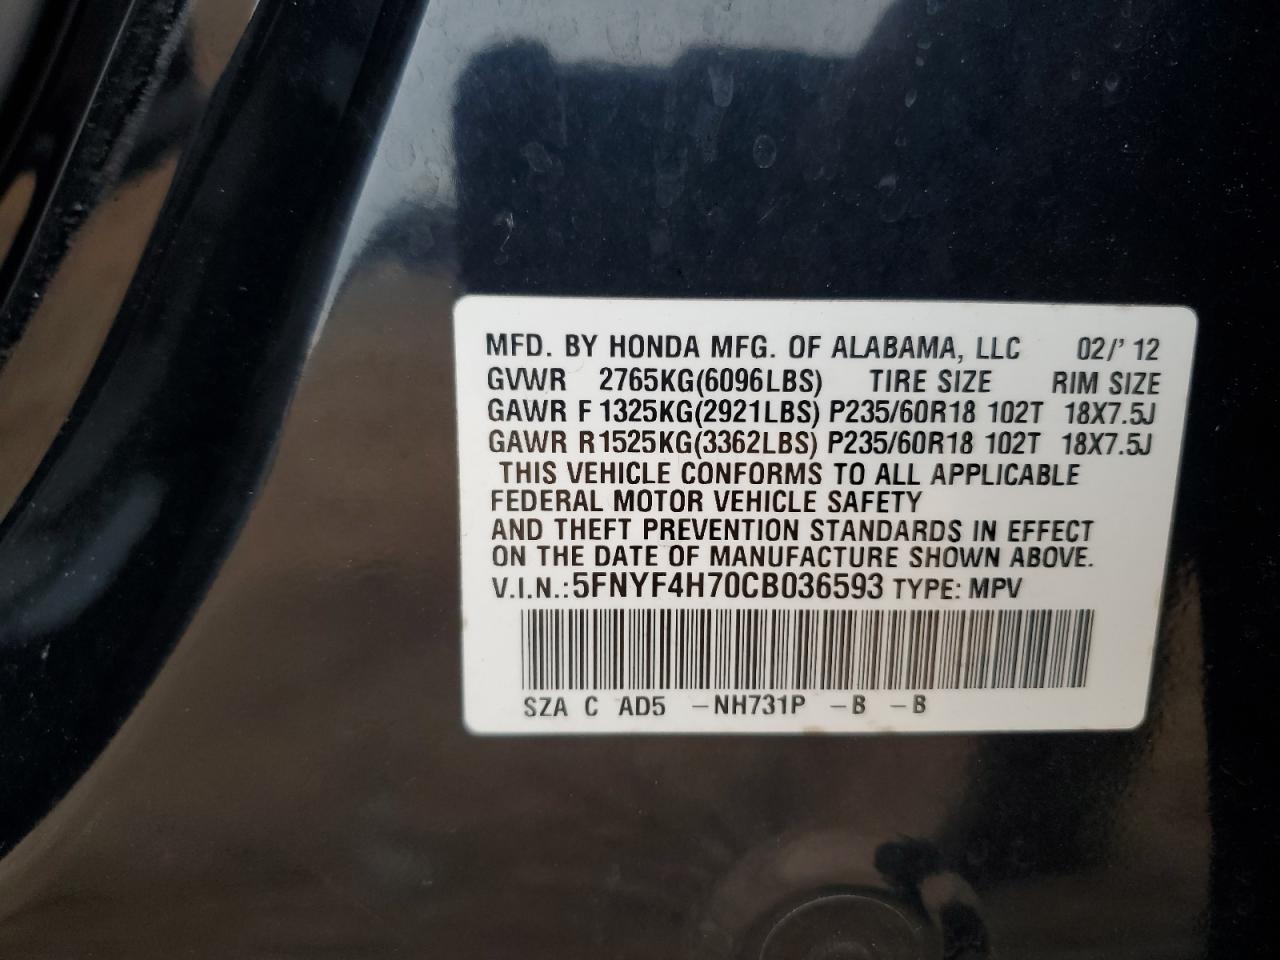 MFD. BY HONDA MFG. OF ALABAMA, LLC 02/' 12
GVWR 2765KG(6096LBS) TIRE SIZE RIM SIZE
GAWR F 1325KG(2921LBS) P235/60R18 102T 18X7.5J
GAWR R1525KG(3362LBS) P235/60R18 102T 18X7.5J
THIS VEHICLE CONFORMS TO ALL APPLICABLE
FEDERAL MOTOR VEHICLE SAFETY
AND THEFT PREVENTION STANDARDS IN EFFECT
ON THE DATE OF MANUFACTURE SHOWN ABOVE.
V.I.N.:5FNYF4H70CB036593 TYPE: MPV
SZA C AD5 -NH731P -B -B